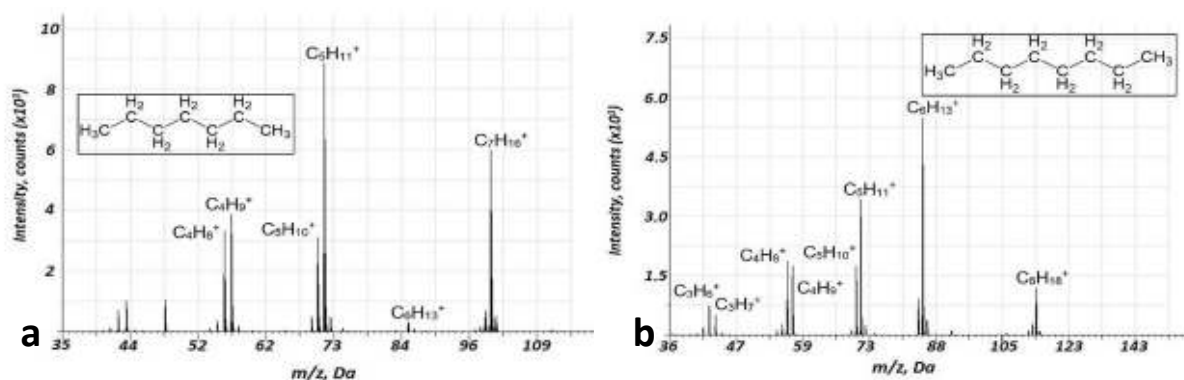 10
8
6
4
2
Intensity, counts (x10³)
35 44 52 62 73 84 96 109
m/z, Da
a
H₂ H₂ H₂
H₃C C C C CH₃
C C
H₂ H₂
C₄H₈⁺
C₄H₉⁺
C₅H₁₀⁺
C₅H₁₁⁺
C₆H₁₃⁺
C₇H₁₆⁺
7.5
6.0
4.5
3.0
1.5
Intensity, counts (x10³)
36 47 59 73 88 105 123 143
m/z, Da
b
H₂ H₂ H₂
H₃C C C C CH₃
C C C
H₂ H₂ H₂
C₃H₆⁺
C₃H₇⁺
C₄H₈⁺
C₄H₉⁺
C₅H₁₀⁺
C₅H₁₁⁺
C₆H₁₃⁺
C₈H₁₈⁺